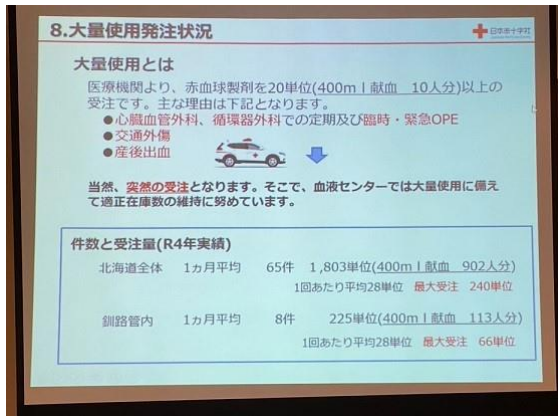 8.大量使用発注状況
日本赤十字社
大量使用とは
医療機関より、赤血球製剤を20単位(400ml献血　10人分)以上の
受注です。主な理由は下記となります。
●心臓血管外科、循環器外科での定期及び臨時・緊急OPE
●交通外傷
●産後出血
当然、突然の受注となります。そこで、血液センターでは大量使用に備え
て適正在庫数の維持に努めています。
件数と受注量(R4年実績)
北海道全体　1ヵ月平均　65件　1,803単位(400ml献血　902人分)
1回あたり平均28単位　最大受注　240単位
釧路管内　1ヵ月平均　8件　225単位(400ml献血　113人分)
1回あたり平均28単位　最大受注　66単位